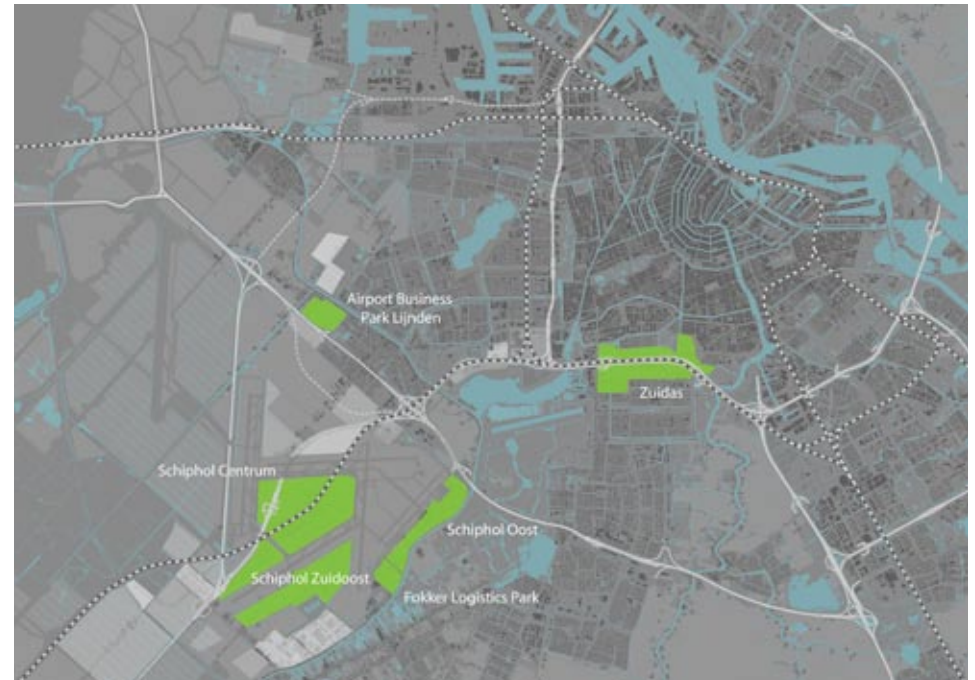 Airport Business
Park Lijnden
Zuidas
Schiphol Centrum
Schiphol Oost
Schiphol Zuidoost
Fokker Logistics Park